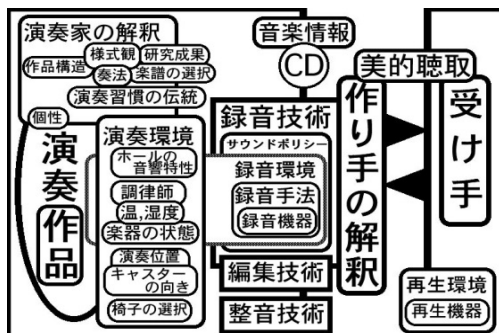 演奏家の解釈
様式観
研究成果
作品構造
奏法
楽譜の選択
演奏習慣の伝統
個性
演奏
作品
演奏環境
ホールの
音響特性
調律師
温,湿度
楽器の状態
演奏位置
キャスター
の向き
椅子の選択
音楽情報
CD
録音技術
サウンドポリシー
録音環境
録音手法
録音機器
編集技術
整音技術
作り手の解釈
美的聴取
受け手
再生環境
再生機器